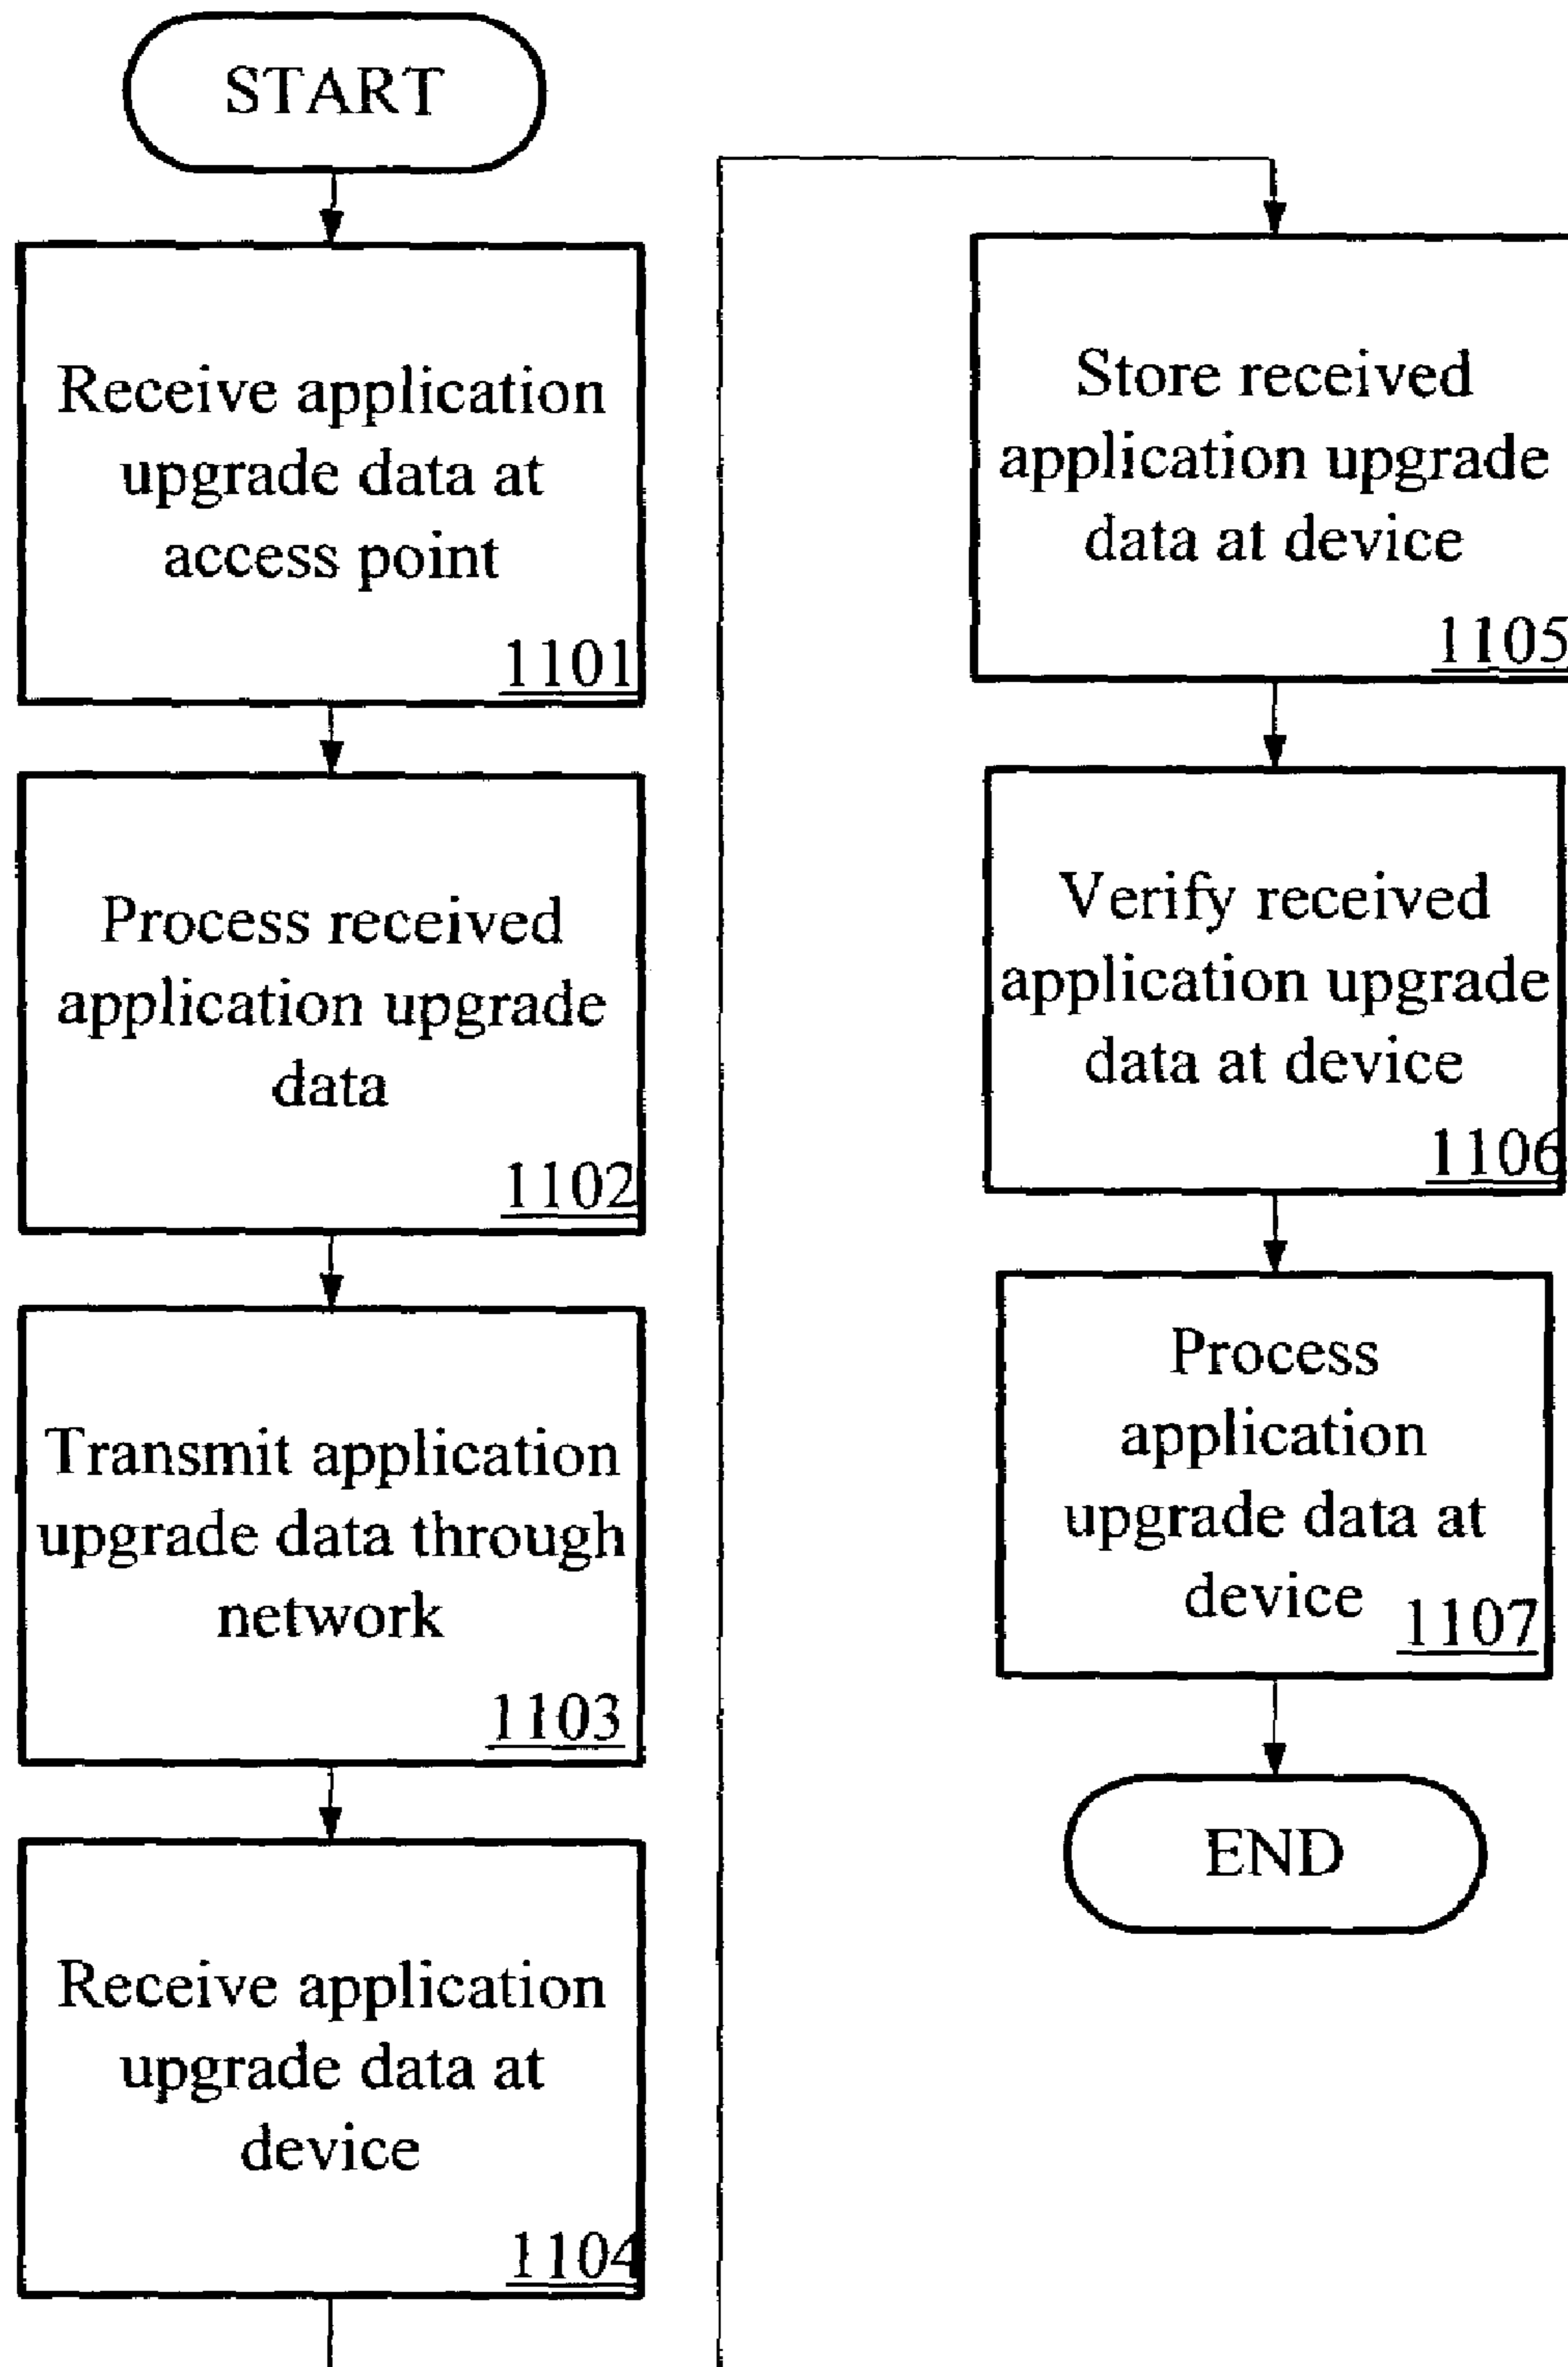 START
Receive application
upgrade data at
access point
1101
Process received
application upgrade
data
1102
Transmit application
upgrade data through
network
1103
Receive application
upgrade data at
device
1104
Store received
application upgrade
data at device
1105
Verify received
application upgrade
data at device
1106
Process
application
upgrade data at
device
1107
END